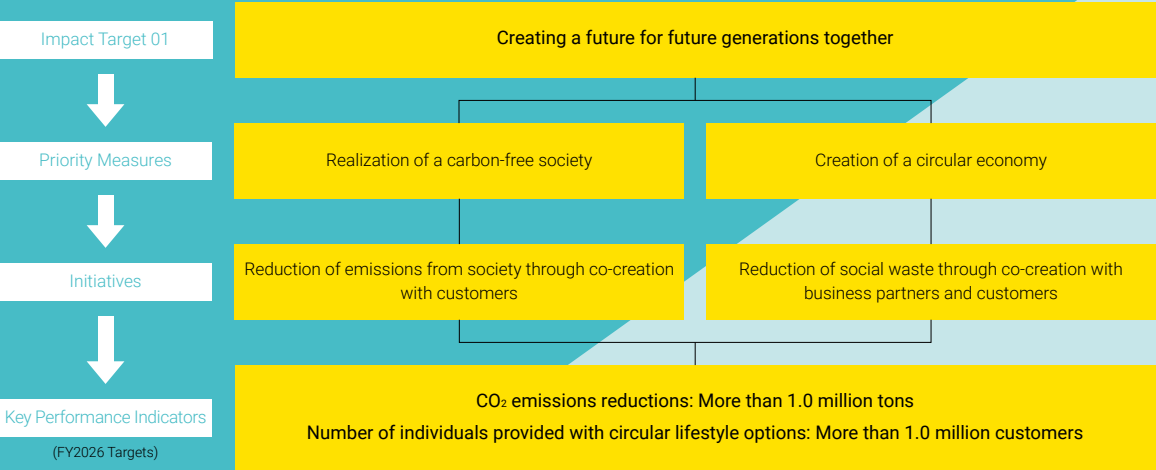 Impact Target 01
Creating a future for future generations together
Priority Measures
Realization of a carbon-free society
Creation of a circular economy
Initiatives
Reduction of emissions from society through co-creation
with customers
Reduction of social waste through co-creation with
business partners and customers
Key Performance Indicators
(FY2026 Targets)
CO₂ emissions reductions: More than 1.0 million tons
Number of individuals provided with circular lifestyle options: More than 1.0 million customers